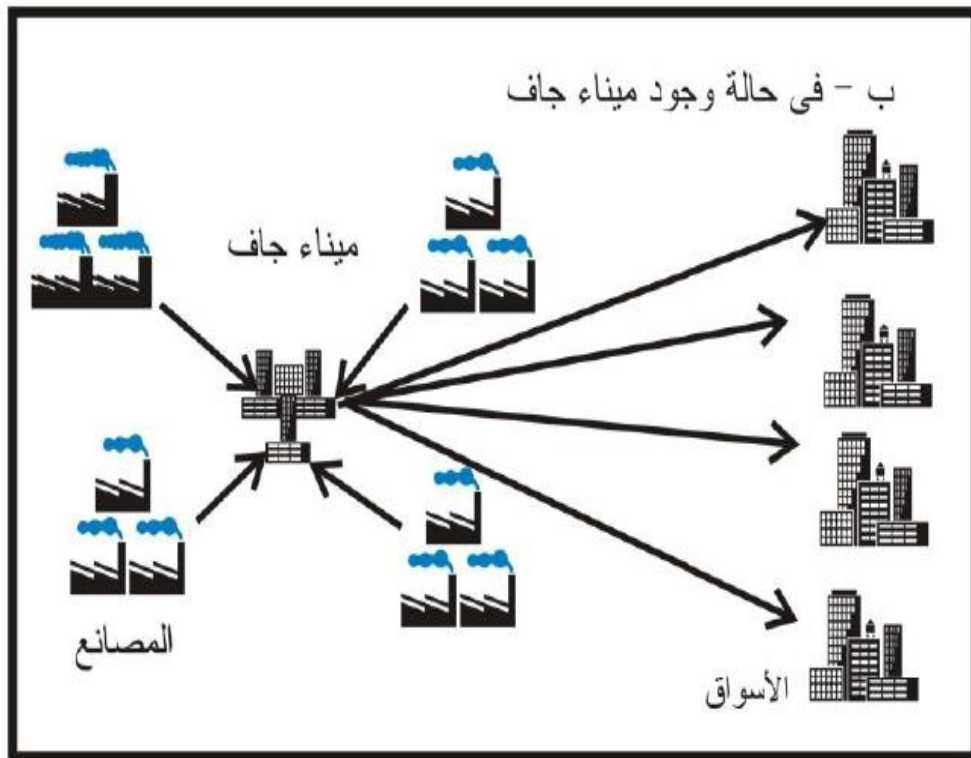 ب - فى حالة وجود ميناء جاف
ميناء جاف
المصانع
الأسواق